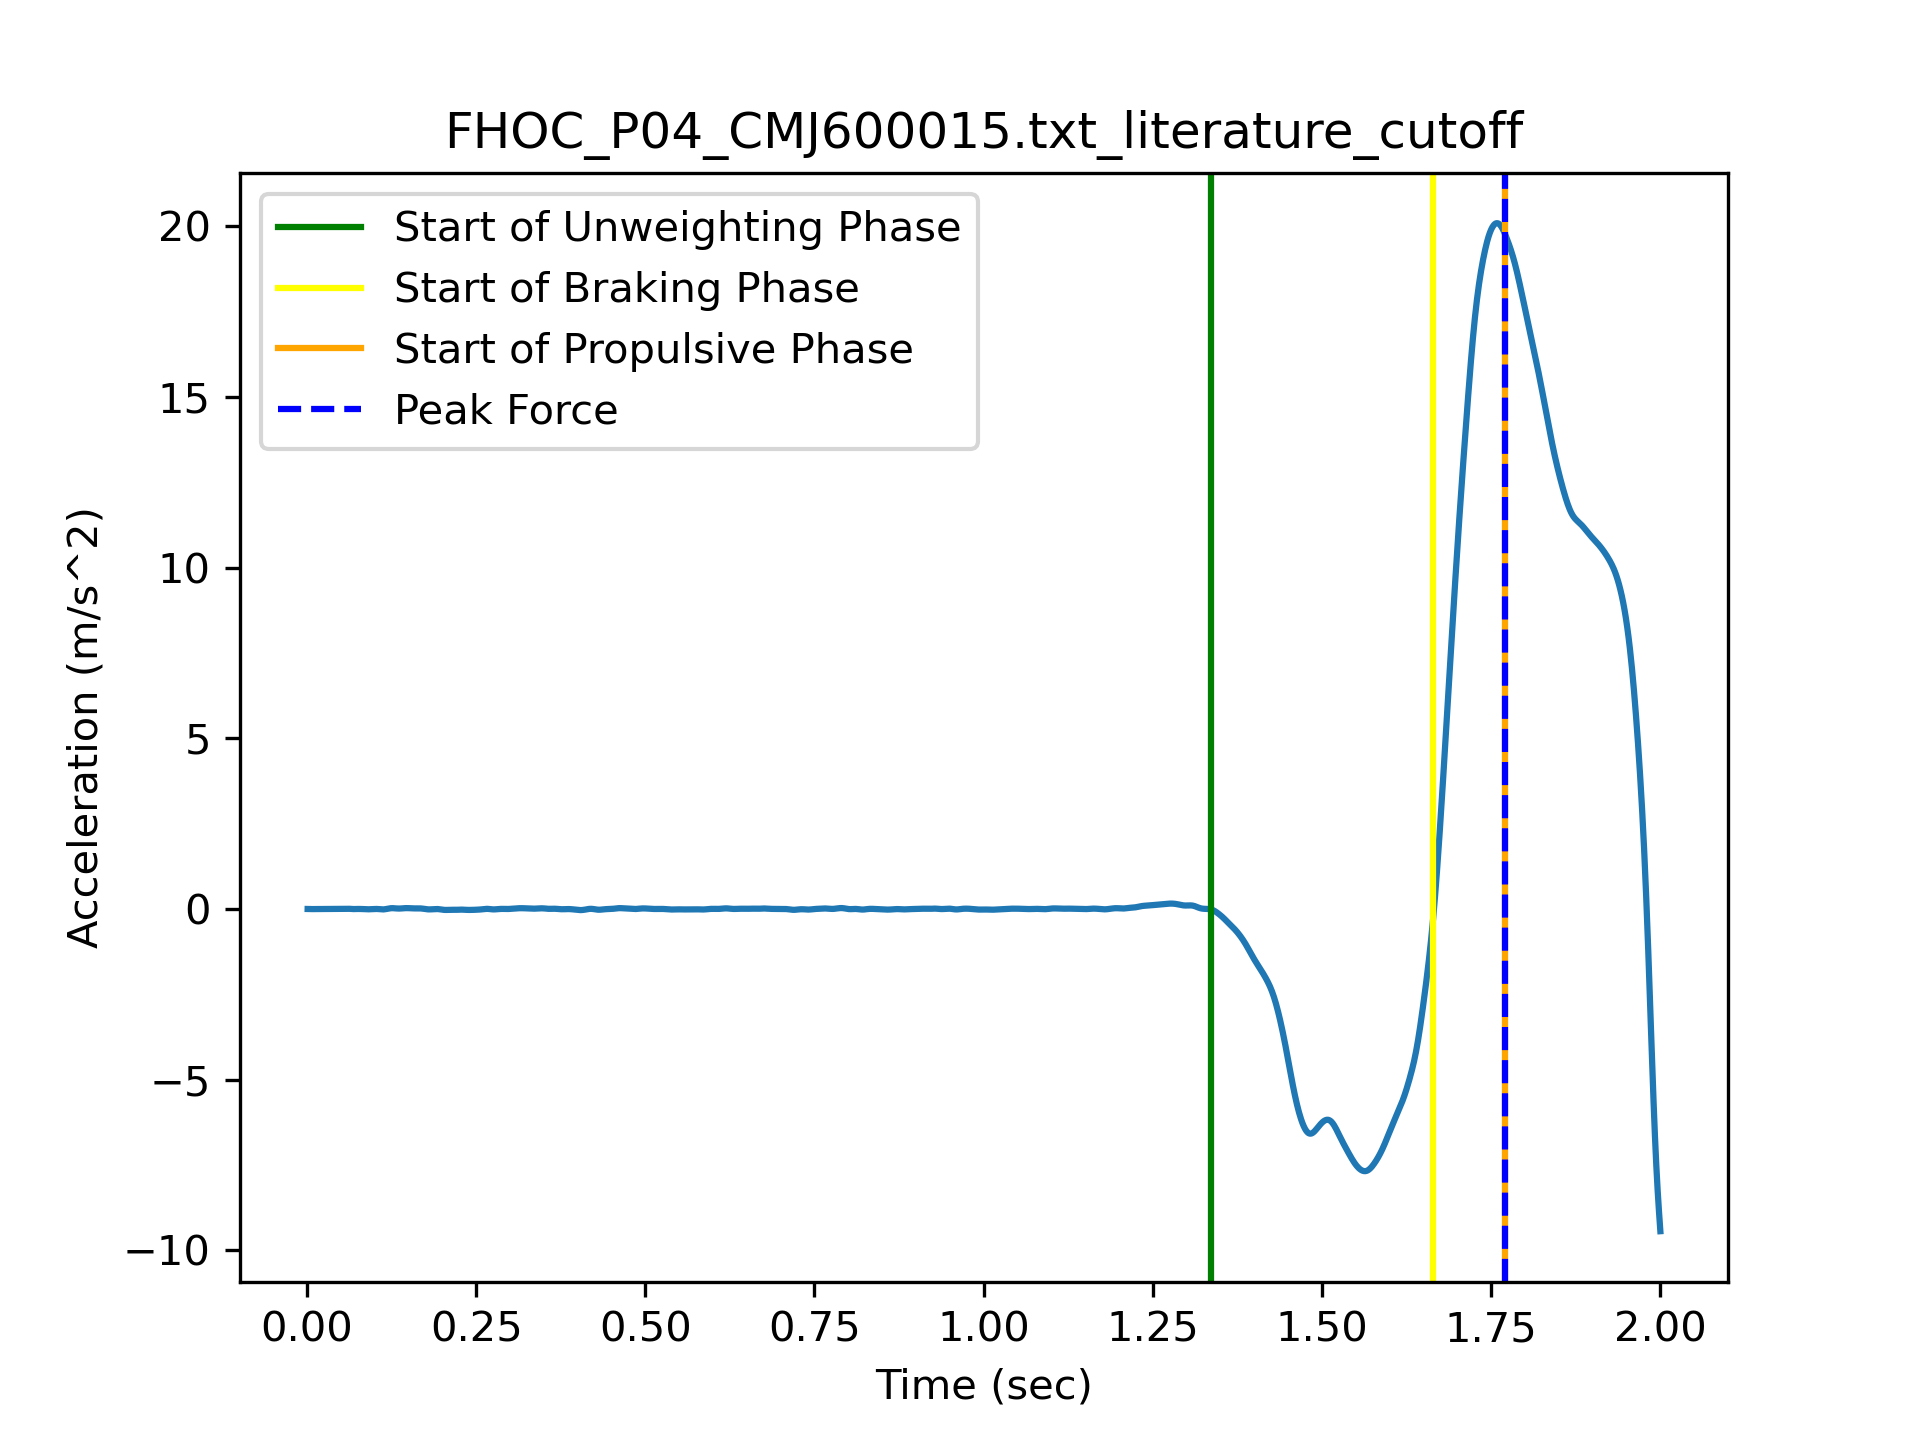 FHOC_P04_CMJ600015.txt_literature_cutoff
Start of Unweighting Phase
Start of Braking Phase
Start of Propulsive Phase
Peak Force
20
15
10
5
0
−5
−10
Acceleration (m/s^2)
0.00 0.25 0.50 0.75 1.00 1.25 1.50 1.75 2.00
Time (sec)